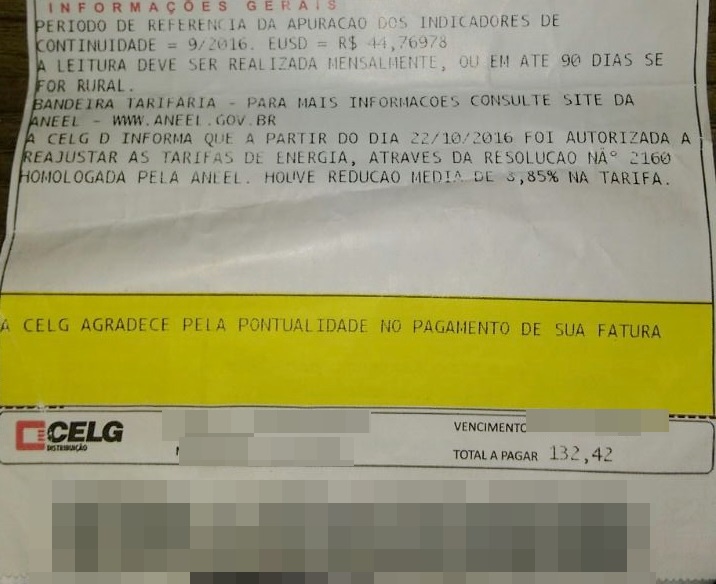 INFORMAÇÕES GERAIS
PERIODO DE REFERENCIA DA APURACAO DOS INDICADORES DE
CONTINUIDADE = 9/2016. EUSD = R$ 44,76978
A LEITURA DEVE SER REALIZADA MENSALMENTE, OU EM ATE 90 DIAS SE
FOR RURAL.
BANDEIRA TARIFARIA - PARA MAIS INFORMACOES CONSULTE SITE DA
ANEEL - WWW.ANEEL.GOV.BR
A CELG D INFORMA QUE A PARTIR DO DIA 22/10/2016 FOI AUTORIZADA A
REAJUSTAR AS TARIFAS DE ENERGIA, ATRAVES DA RESOLUCAO NÂº 2160
HOMOLOGADA PELA ANEEL. HOUVE REDUCAO MEDIA DE 3,85% NA TARIFA.
A CELG AGRADECE PELA PONTUALIDADE NO PAGAMENTO DE SUA FATURA
CELG
DISTRIBUIÇÃO
VENCIMENTO
TOTAL A PAGAR 132,42